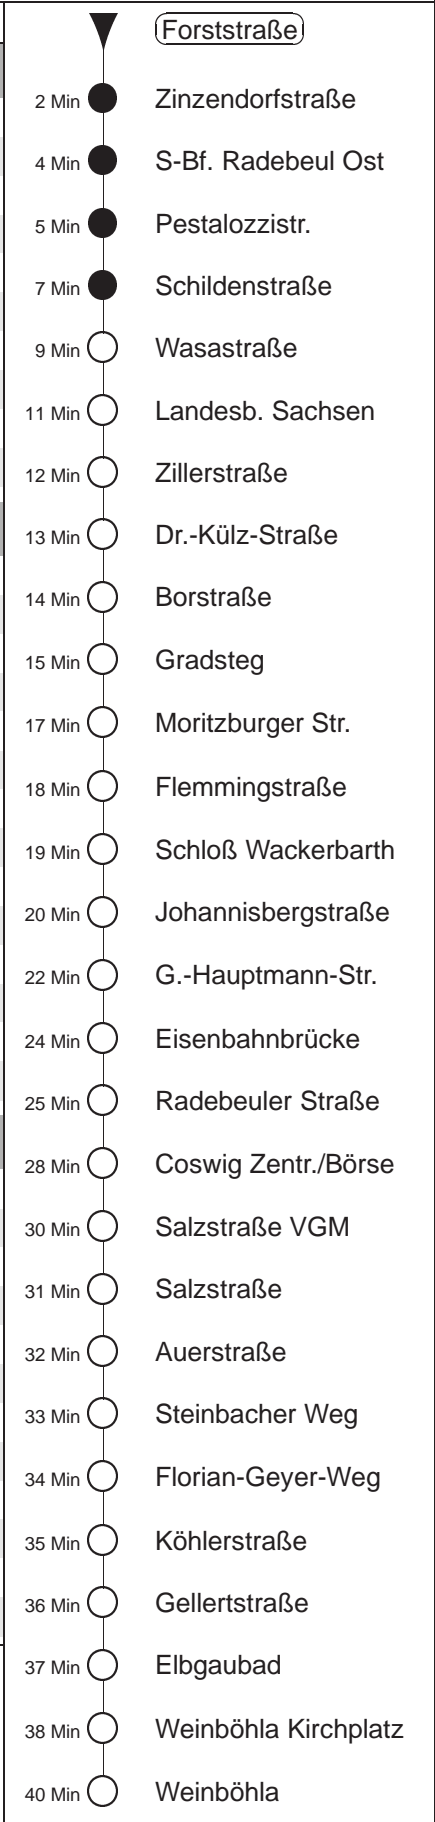 Forststraße
2 Min Zinzendorfstraße
4 Min S-Bf. Radebeul Ost
5 Min Pestalozzistr.
7 Min Schildenstraße
9 Min Wasastraße
11 Min Landesb. Sachsen
12 Min Zillerstraße
13 Min Dr.-Külz-Straße
14 Min Borstraße
15 Min Gradsteg
17 Min Moritzburger Str.
18 Min Flemmingstraße
19 Min Schloß Wackerbarth
20 Min Johannisbergstraße
22 Min G.-Hauptmann-Str.
24 Min Eisenbahnbrücke
25 Min Radebeuler Straße
28 Min Coswig Zentr./Börse
30 Min Salzstraße VGM
31 Min Salzstraße
32 Min Auerstraße
33 Min Steinbacher Weg
34 Min Florian-Geyer-Weg
35 Min Köhlerstraße
36 Min Gellertstraße
37 Min Elbgaubad
38 Min Weinböhla Kirchplatz
40 Min Weinböhla